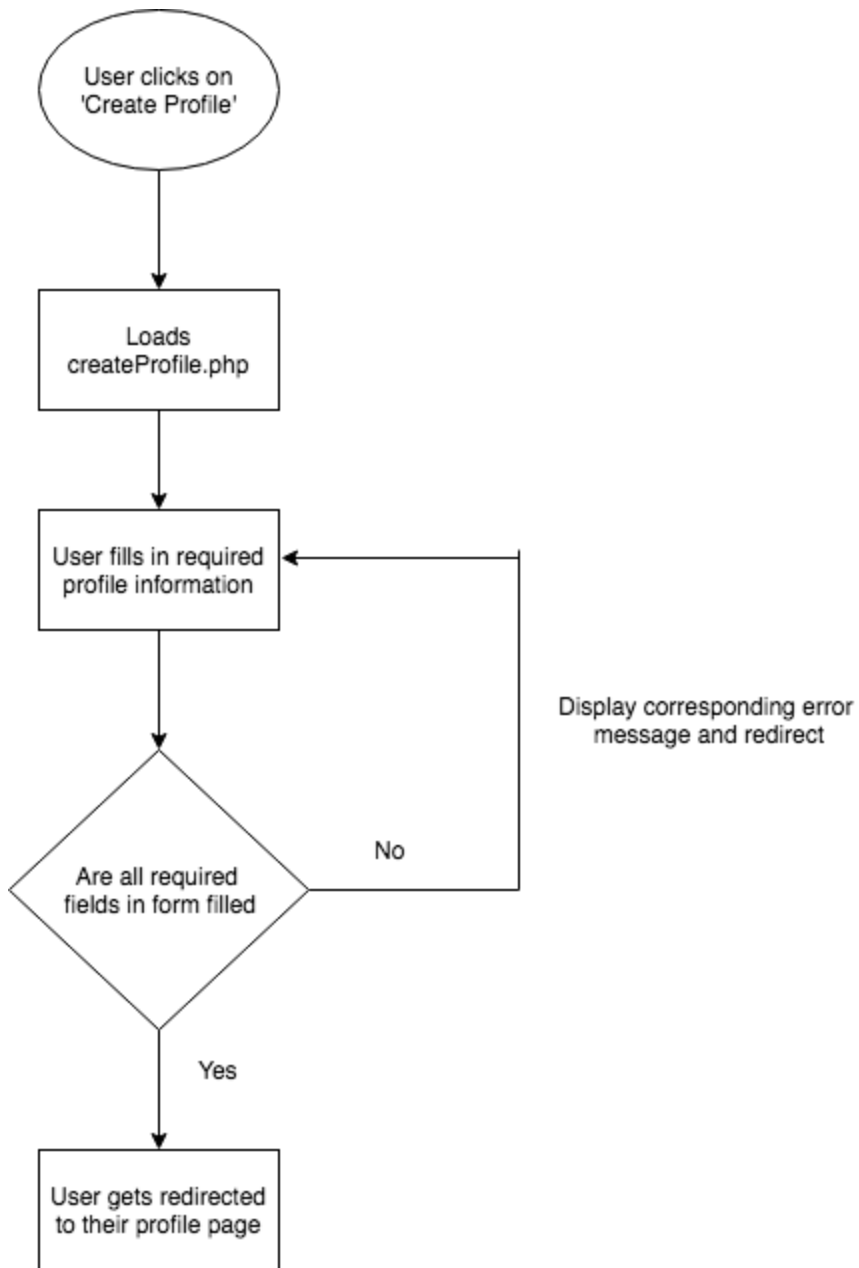 User clicks on
'Create Profile'
Loads
createProfile.php
User fills in required
profile information
Display corresponding error
message and redirect
No
Are all required
fields in form filled
Yes
User gets redirected
to their profile page